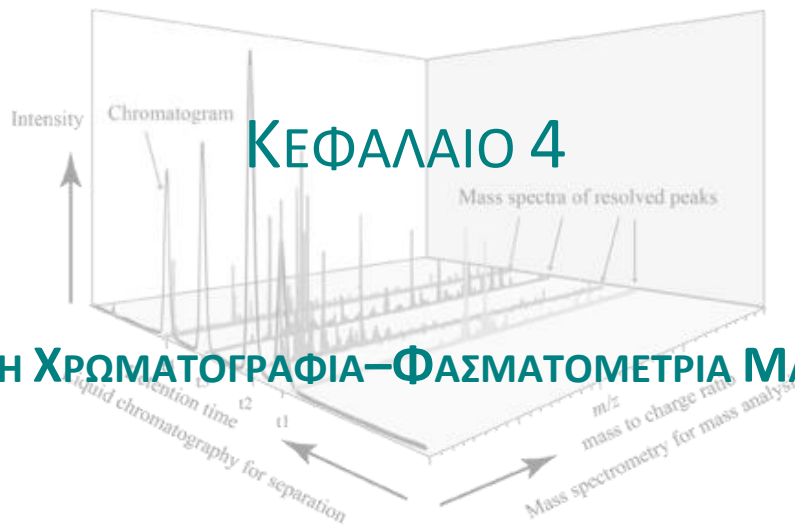 Intensity
Chromatogram
ΚΕΦΑΛΑΙΟ 4
Mass spectra of resolved peaks
Η ΧΡΩΜΑΤΟΓΡΑΦΙΑ–ΦΑΣΜΑΤΟΜΕΤΡΙΑ
t2
t1
Retention time
Liquid chromatography for separation
m/z
mass to charge ratio
Mass spectrometry for mass analysis